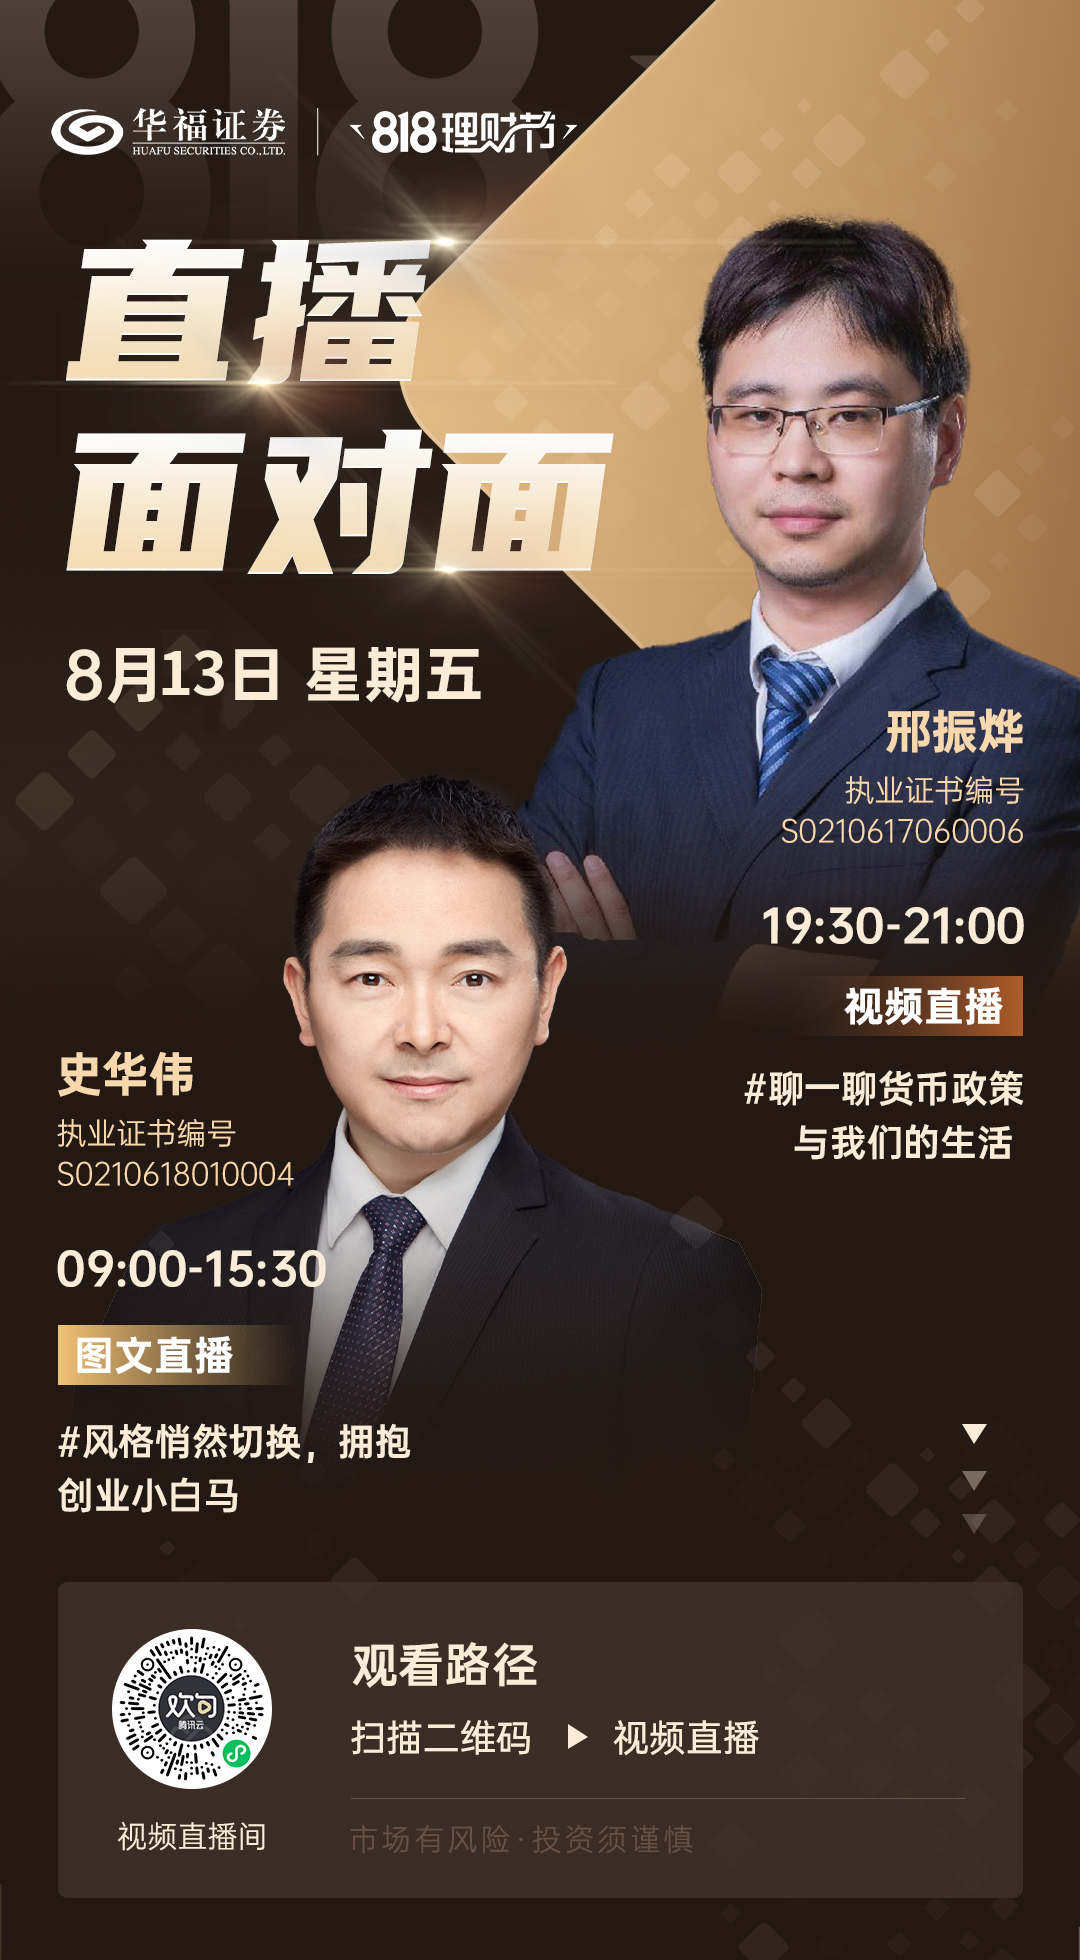 华福证券
HUAFU SECURITIES CO.,LTD.
818理财节
直播
面对面
8月13日 星期五
邢振烨
执业证书编号
S0210617060006
19:30-21:00
视频直播
#聊一聊货币政策
与我们的生活
史华伟
执业证书编号
S0210618010004
09:00-15:30
图文直播
#风格悄然切换，拥抱
创业小白马
观看路径
扫描二维码 ▶ 视频直播
欢句
腾讯云
视频直播间
市场有风险·投资须谨慎